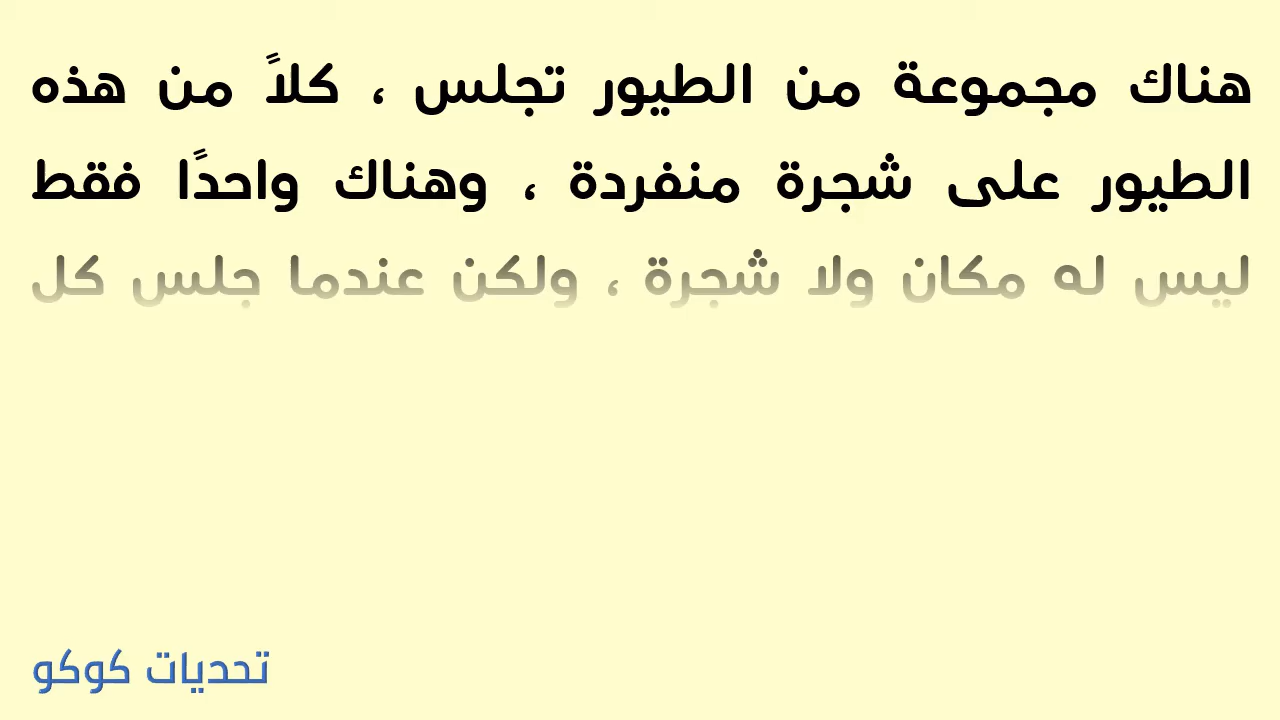 هناك مجموعة من الطيور تجلس ، كلاً من هذه
الطيور على شجرة منفردة ، وهناك واحدًا فقط
ليس له مكان ولا شجرة ، ولكن عندما جلس كل
تحديات كوكو